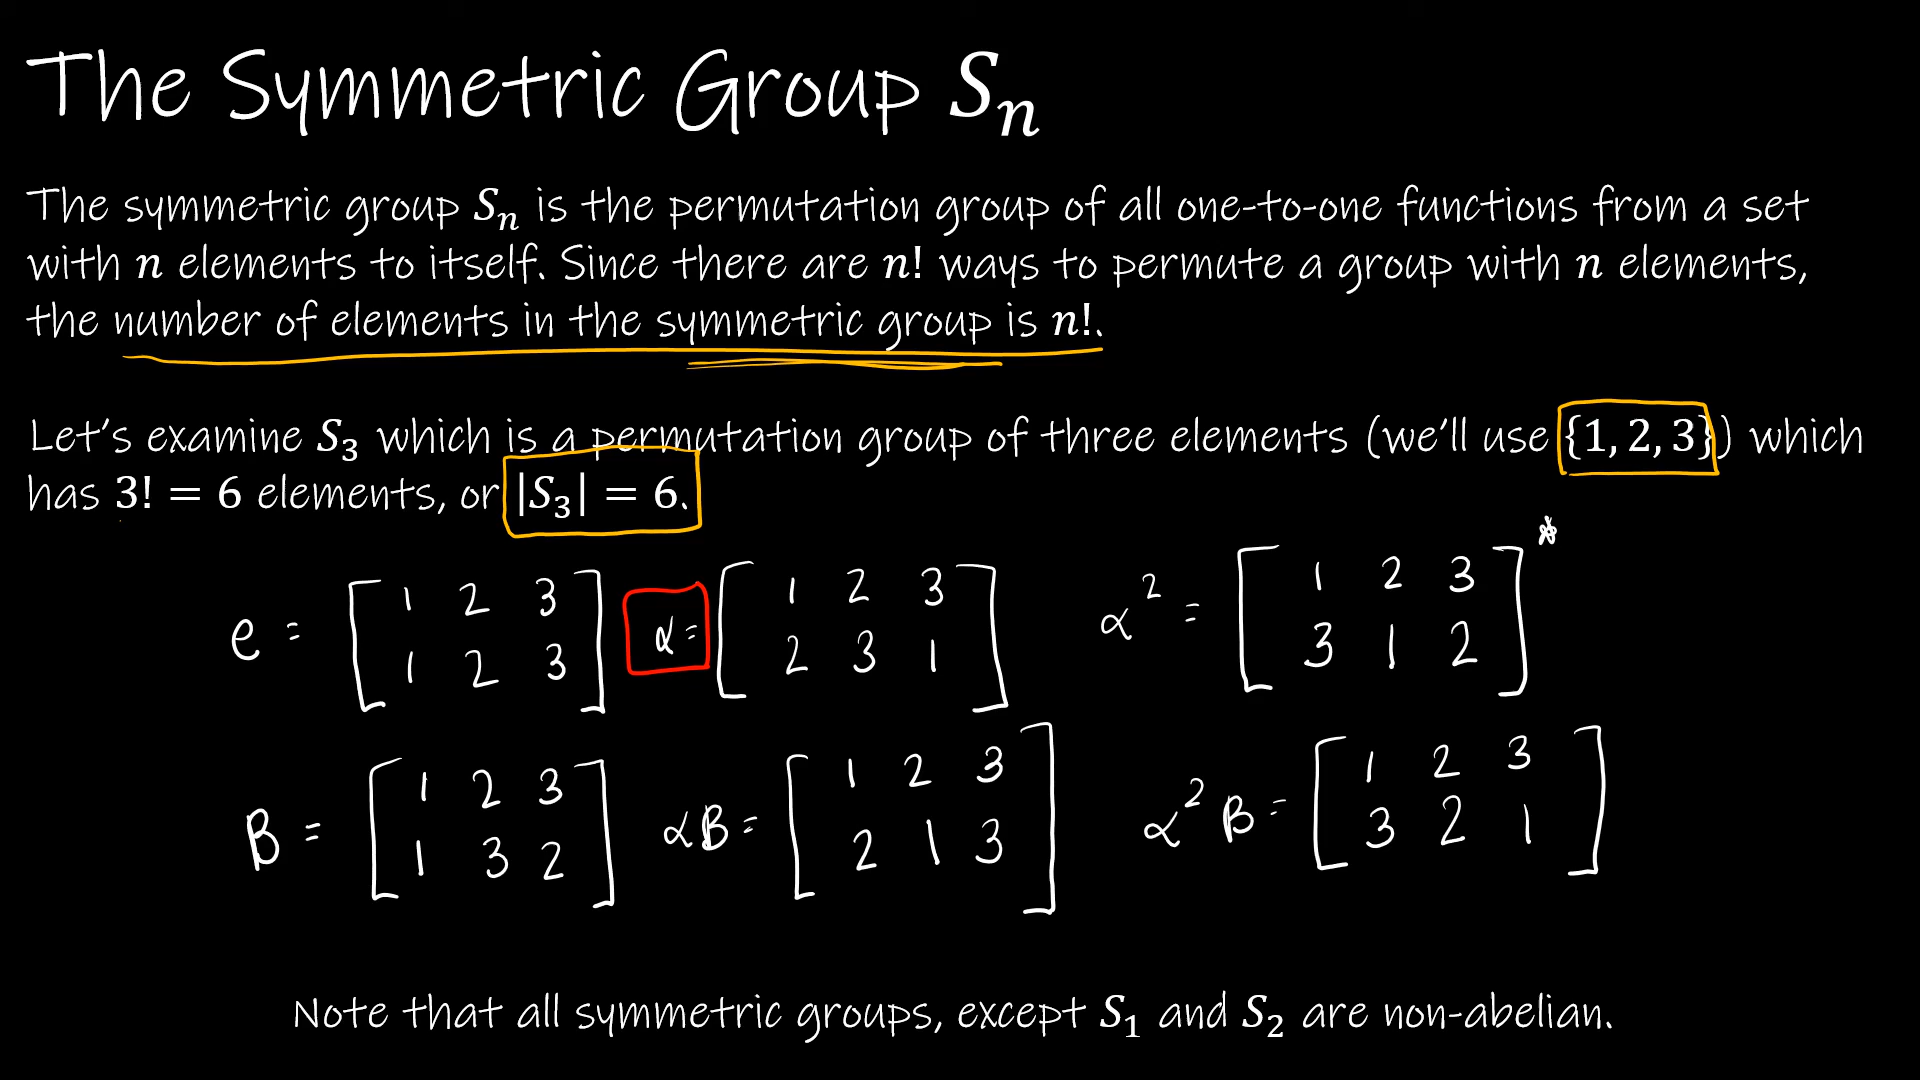 The Symmetric Group Sₙ
The symmetric group Sₙ is the permutation group of all one-to-one functions from a set
with n elements to itself. Since there are n! ways to permute a group with n elements,
the number of elements in the symmetric group is n!.
Let's examine S₃ which is a permutation group of three elements (we'll use {1, 2, 3}) which
has 3! = 6 elements, or |S₃| = 6.
e = [1 2 3 α = [1 2 3 α² = [1 2 3 *
1 2 3] 2 3 1] 3 1 2]
B = [1 2 3 αB = [1 2 3 α²B = [1 2 3
1 3 2] 2 1 3] 3 2 1]
Note that all symmetric groups, except S₁ and S₂ are non-abelian.